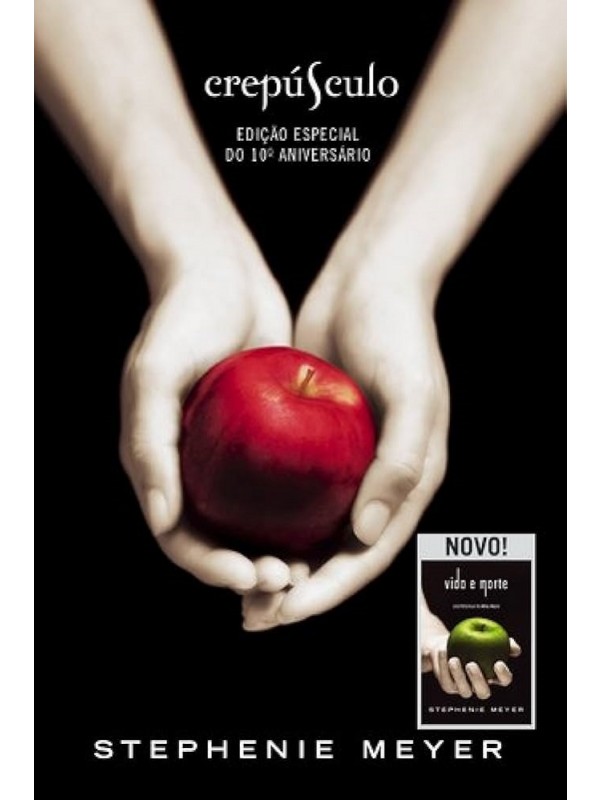 crepúsculo
EDIÇÃO ESPECIAL
DO 10º ANIVERSÁRIO
NOVO!
vida e morte
STEPHENIE MEYER
STEPHENIE MEYER